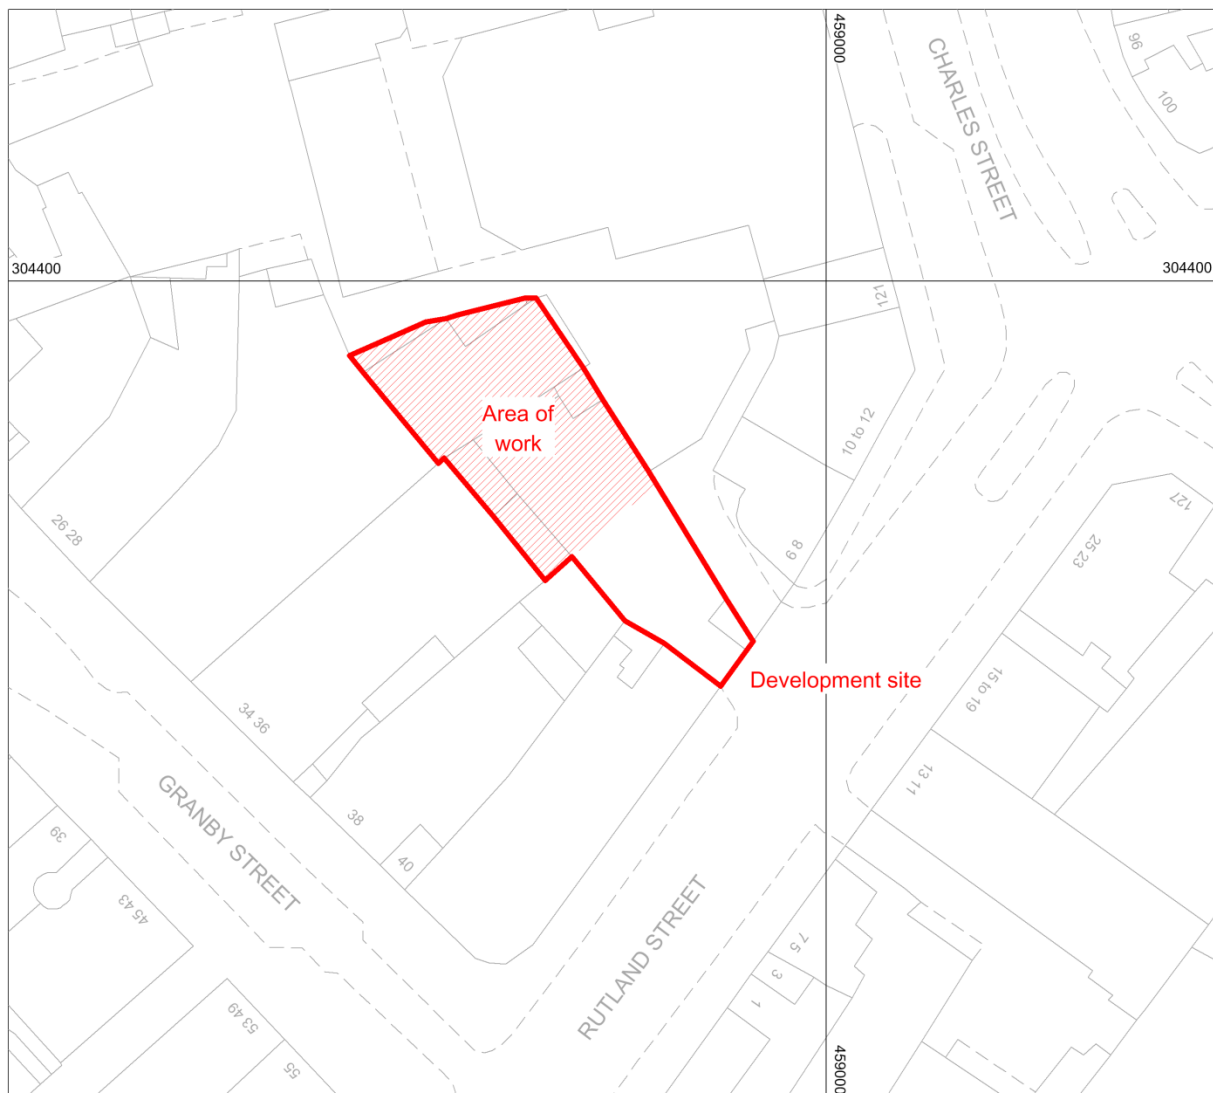 459000
CHARLES STREET
96
100
304400
304400
121
Area of
work
10 to 12
127
26 28
25 23
8 9
Development site
15 to 19
34 36
13 11
GRANBY STREET
38
39
40
45 43
RUTLAND STREET
7 5
3
1
53 49
55
459000